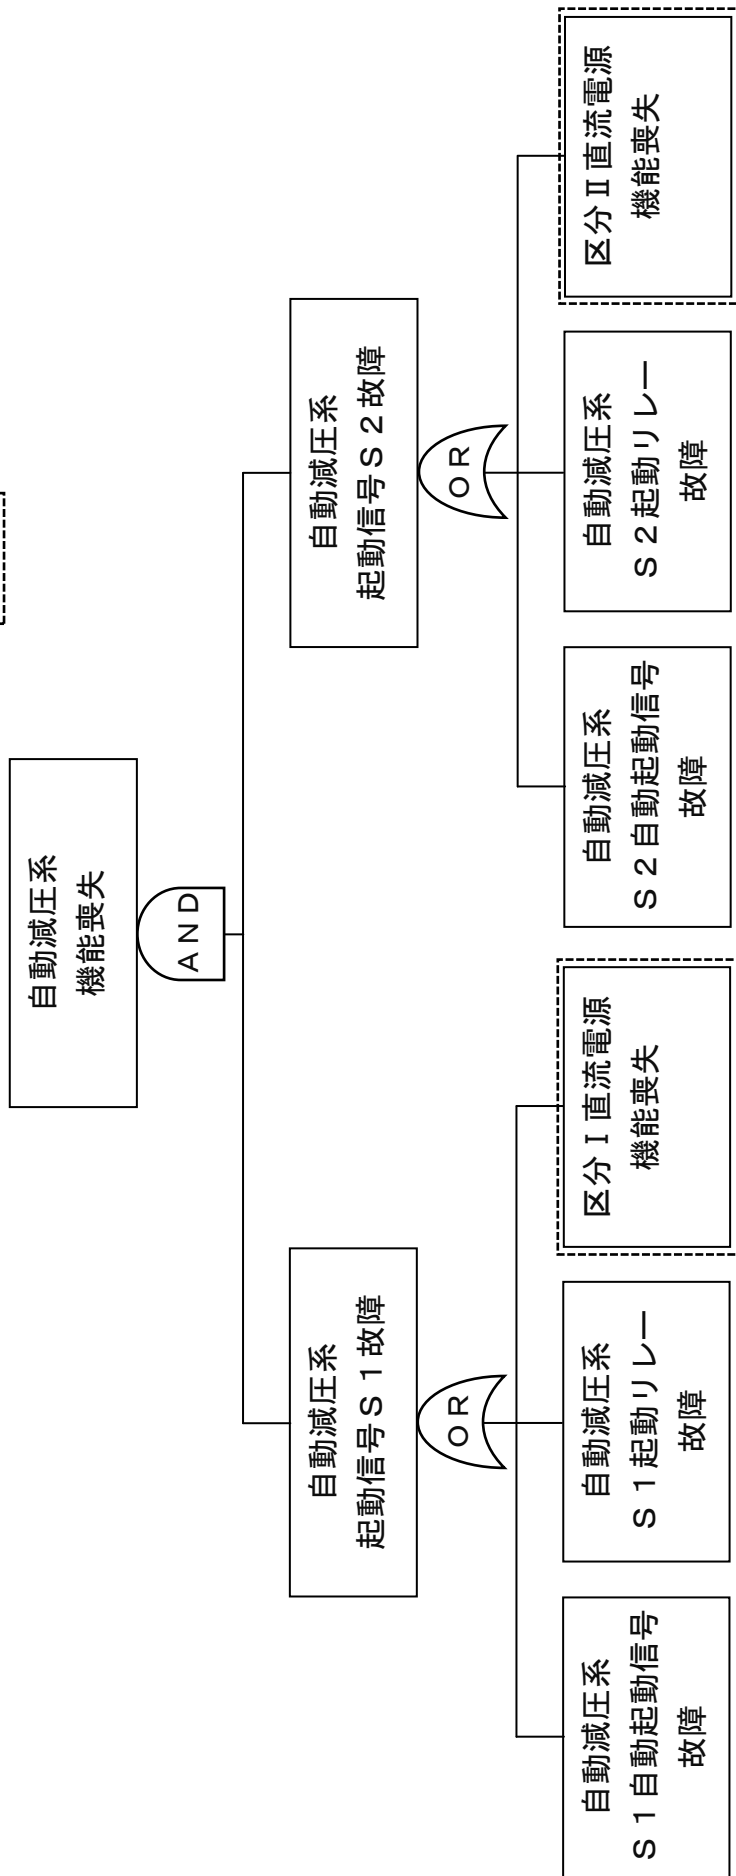 自動減圧系
機能喪失
ＡＮＤ
自動減圧系
起動信号Ｓ１故障
ＯＲ
自動減圧系
起動信号Ｓ２故障
ＯＲ
自動減圧系
Ｓ１自動起動信号
故障
自動減圧系
Ｓ１起動リレー
故障
区分Ⅰ直流電源
機能喪失
自動減圧系
Ｓ２自動起動信号
故障
自動減圧系
Ｓ２起動リレー
故障
区分Ⅱ直流電源
機能喪失